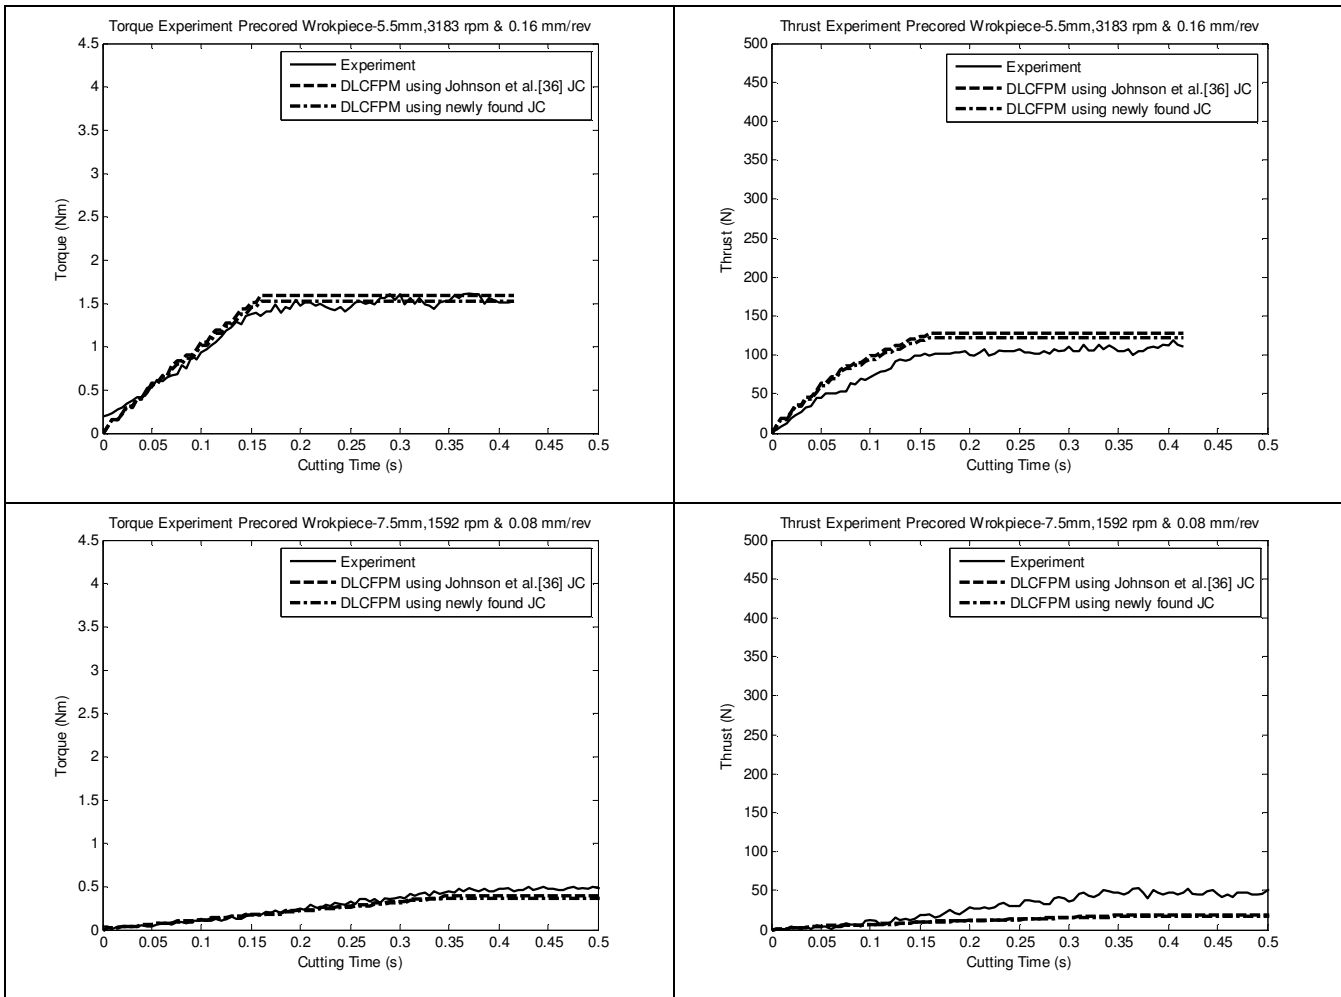 Torque Experiment Precored Wrokpiece-5.5mm,3183 rpm & 0.16 mm/rev
4.5
4
3.5
3
2.5
2
1.5
1
0.5
0
Torque (Nm)
Experiment
DLCFPM using Johnson et al.[36] JC
DLCFPM using newly found JC
0 0.05 0.1 0.15 0.2 0.25 0.3 0.35 0.4 0.45 0.5
Cutting Time (s)
Thrust Experiment Precored Wrokpiece-5.5mm,3183 rpm & 0.16 mm/rev
500
450
400
350
300
250
200
150
100
50
0
Thrust (N)
Experiment
DLCFPM using Johnson et al.[36] JC
DLCFPM using newly found JC
0 0.05 0.1 0.15 0.2 0.25 0.3 0.35 0.4 0.45 0.5
Cutting Time (s)
Torque Experiment Precored Wrokpiece-7.5mm,1592 rpm & 0.08 mm/rev
4.5
4
3.5
3
2.5
2
1.5
1
0.5
0
Torque (Nm)
Experiment
DLCFPM using Johnson et al.[36] JC
DLCFPM using newly found JC
0 0.05 0.1 0.15 0.2 0.25 0.3 0.35 0.4 0.45 0.5
Cutting Time (s)
Thrust Experiment Precored Wrokpiece-7.5mm,1592 rpm & 0.08 mm/rev
500
450
400
350
300
250
200
150
100
50
0
Thrust (N)
Experiment
DLCFPM using Johnson et al.[36] JC
DLCFPM using newly found JC
0 0.05 0.1 0.15 0.2 0.25 0.3 0.35 0.4 0.45 0.5
Cutting Time (s)